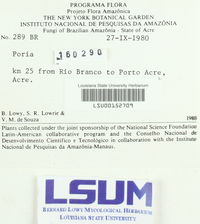 PROGRAMA FLORA
Projeto Flora Amazônica
THE NEW YORK BOTANICAL GARDEN
INSTITUTO NACIONAL DE PESQUISAS DA AMAZÔNIA
Fungi of Brazilian Amazonia - State of Acre
No. 289 BR 27-IX-1980
Poria 160290
km 25 from Rio Branco to Porto Acre,
Acre.
Louisiana State University Herbarium
LSU00152709
B. Lowy, S. R. Lowrie &
V. M. de Souza 1980
Plants collected under the joint sponsorship of the National Science Foundation
Latin-American collaborative program and the Conselho Nacional de
Desenvolvimento Científico e Tecnológico in collaboration with the Instituto
Nacional de Pesquisas da Amazônia-Manaus.
LSUM
BERNARD LOWY MYCOLOGICAL HERBARIUM
LOUISIANA STATE UNIVERSITY